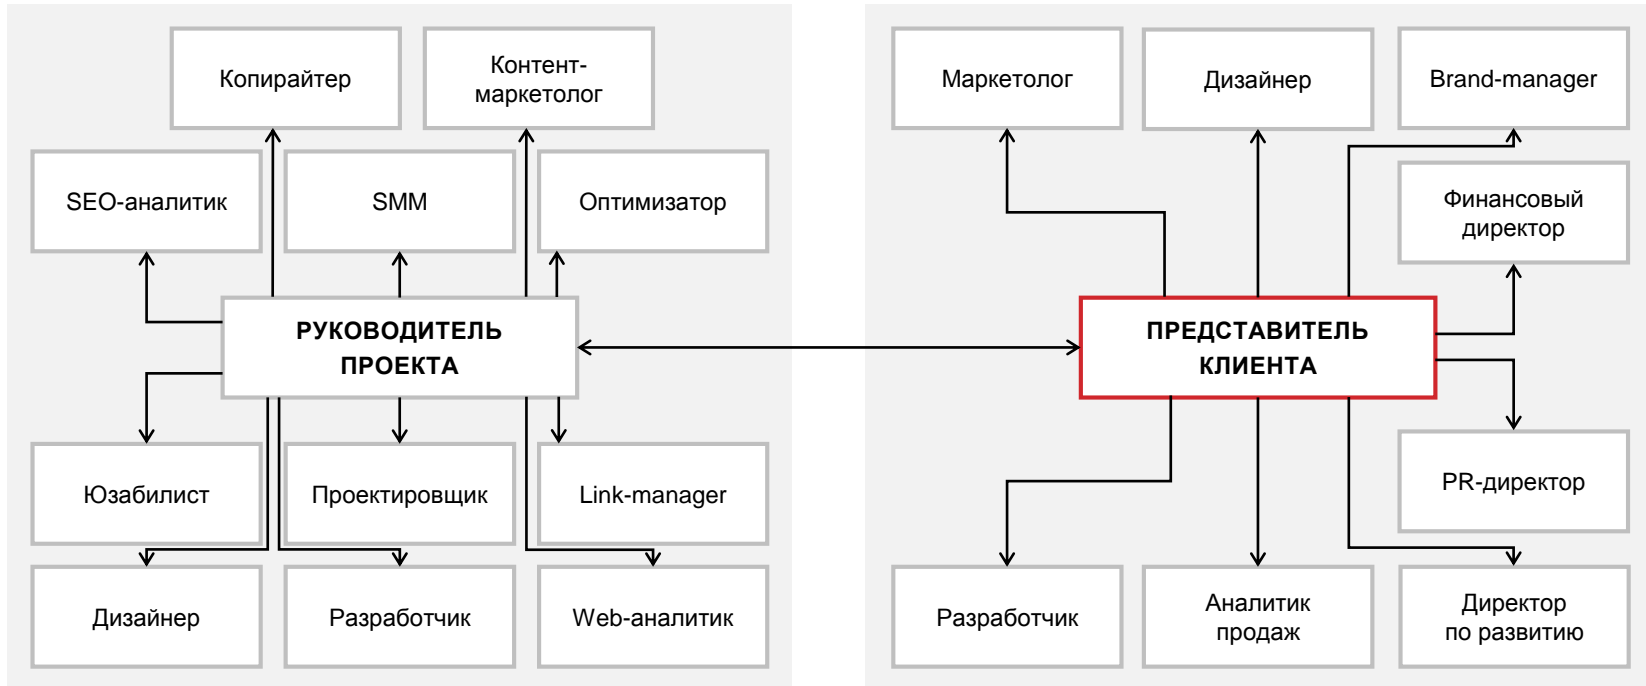 Копирайтер
Контент-
маркетолог
SEO-аналитик
SMM
Оптимизатор
РУКОВОДИТЕЛЬ
ПРОЕКТА
Юзабилист
Проектировщик
Link-manager
Дизайнер
Разработчик
Web-аналитик
Маркетолог
Дизайнер
Brand-manager
Финансовый
директор
ПРЕДСТАВИТЕЛЬ
КЛИЕНТА
PR-директор
Разработчик
Аналитик
продаж
Директор
по развитию